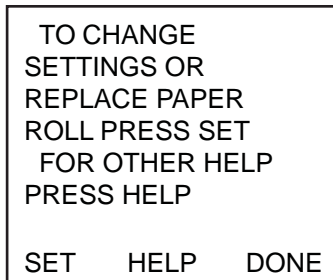 TO CHANGE
SETTINGS OR
REPLACE PAPER
ROLL PRESS SET
FOR OTHER HELP
PRESS HELP
SET HELP DONE